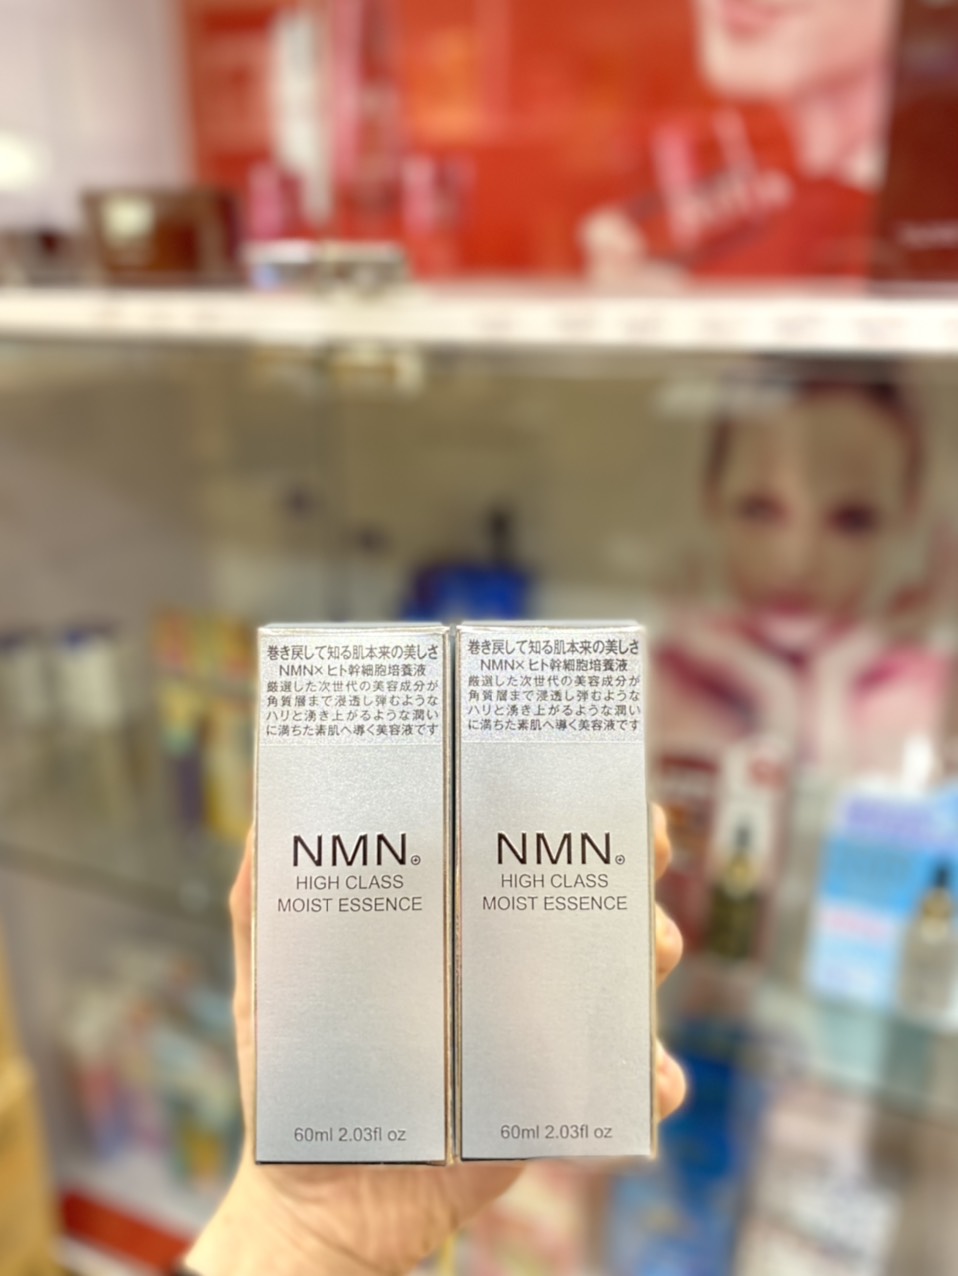 巻き戻して知る肌本来の美しさ
NMN×ヒト幹細胞培養液
厳選した次世代の美容成分が
角質層まで浸透し弾むような
ハリと湧き上がるような潤い
に満ちた素肌へ導く美容液です
NMN
HIGH CLASS
MOIST ESSENCE
60ml 2.03fl oz
巻き戻して知る肌本来の美しさ
NMN×ヒト幹細胞培養液
厳選した次世代の美容成分が
角質層まで浸透し弾むような
ハリと湧き上がるような潤い
に満ちた素肌へ導く美容液です
NMN
HIGH CLASS
MOIST ESSENCE
60ml 2.03fl oz